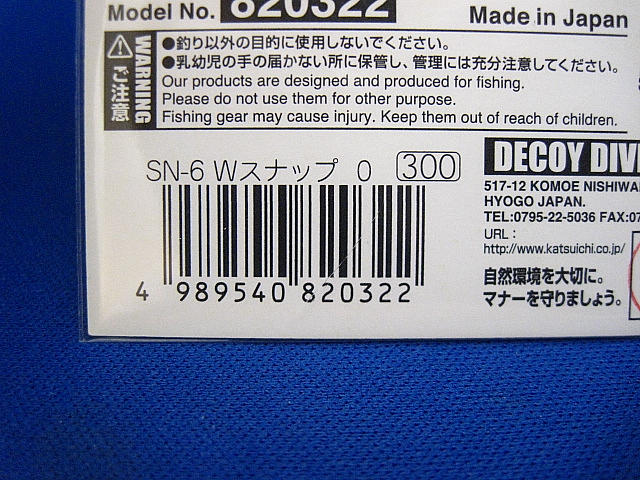 Model No. 820322
Made in Japan
WARNING
ご注意
●釣り以外の目的に使用しないでください。
●乳幼児の手の届かない所に保管し、管理には充分注意してください。
Our products are designed and produced for fishing.
Please do not use them for other purpose.
Fishing gear may cause injury. Keep them out of reach of children.
SN-6 Wスナップ 0 300
4 989540 820322
DECOY DIV
517-12 KOMOE NISHIWA
HYOGO JAPAN.
TEL:0795-22-5036 FAX:07
URL:
http://www.katsuichi.co.jp/
自然環境を大切に。
マナーを守りましょう。